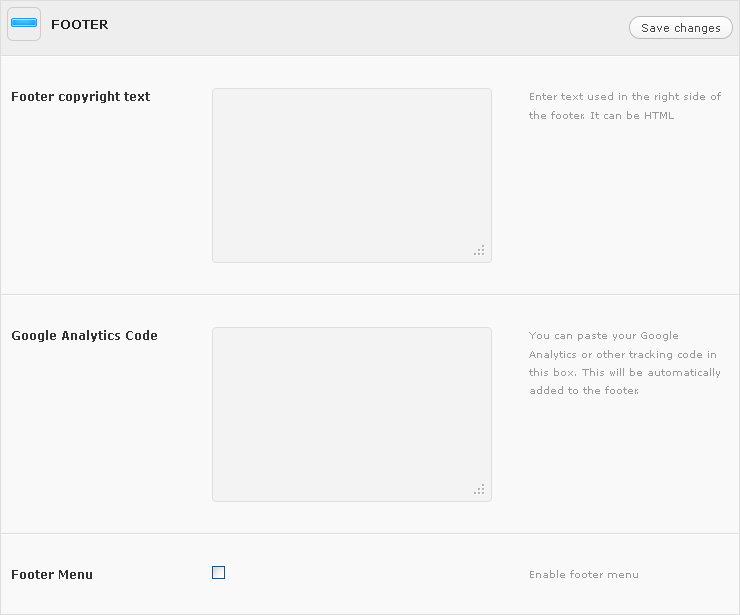 FOOTER
Save changes
Footer copyright text
Enter text used in the right side of
the footer. It can be HTML
Google Analytics Code
You can paste your Google
Analytics or other tracking code in
this box. This will be automatically
added to the footer.
Footer Menu
Enable footer menu